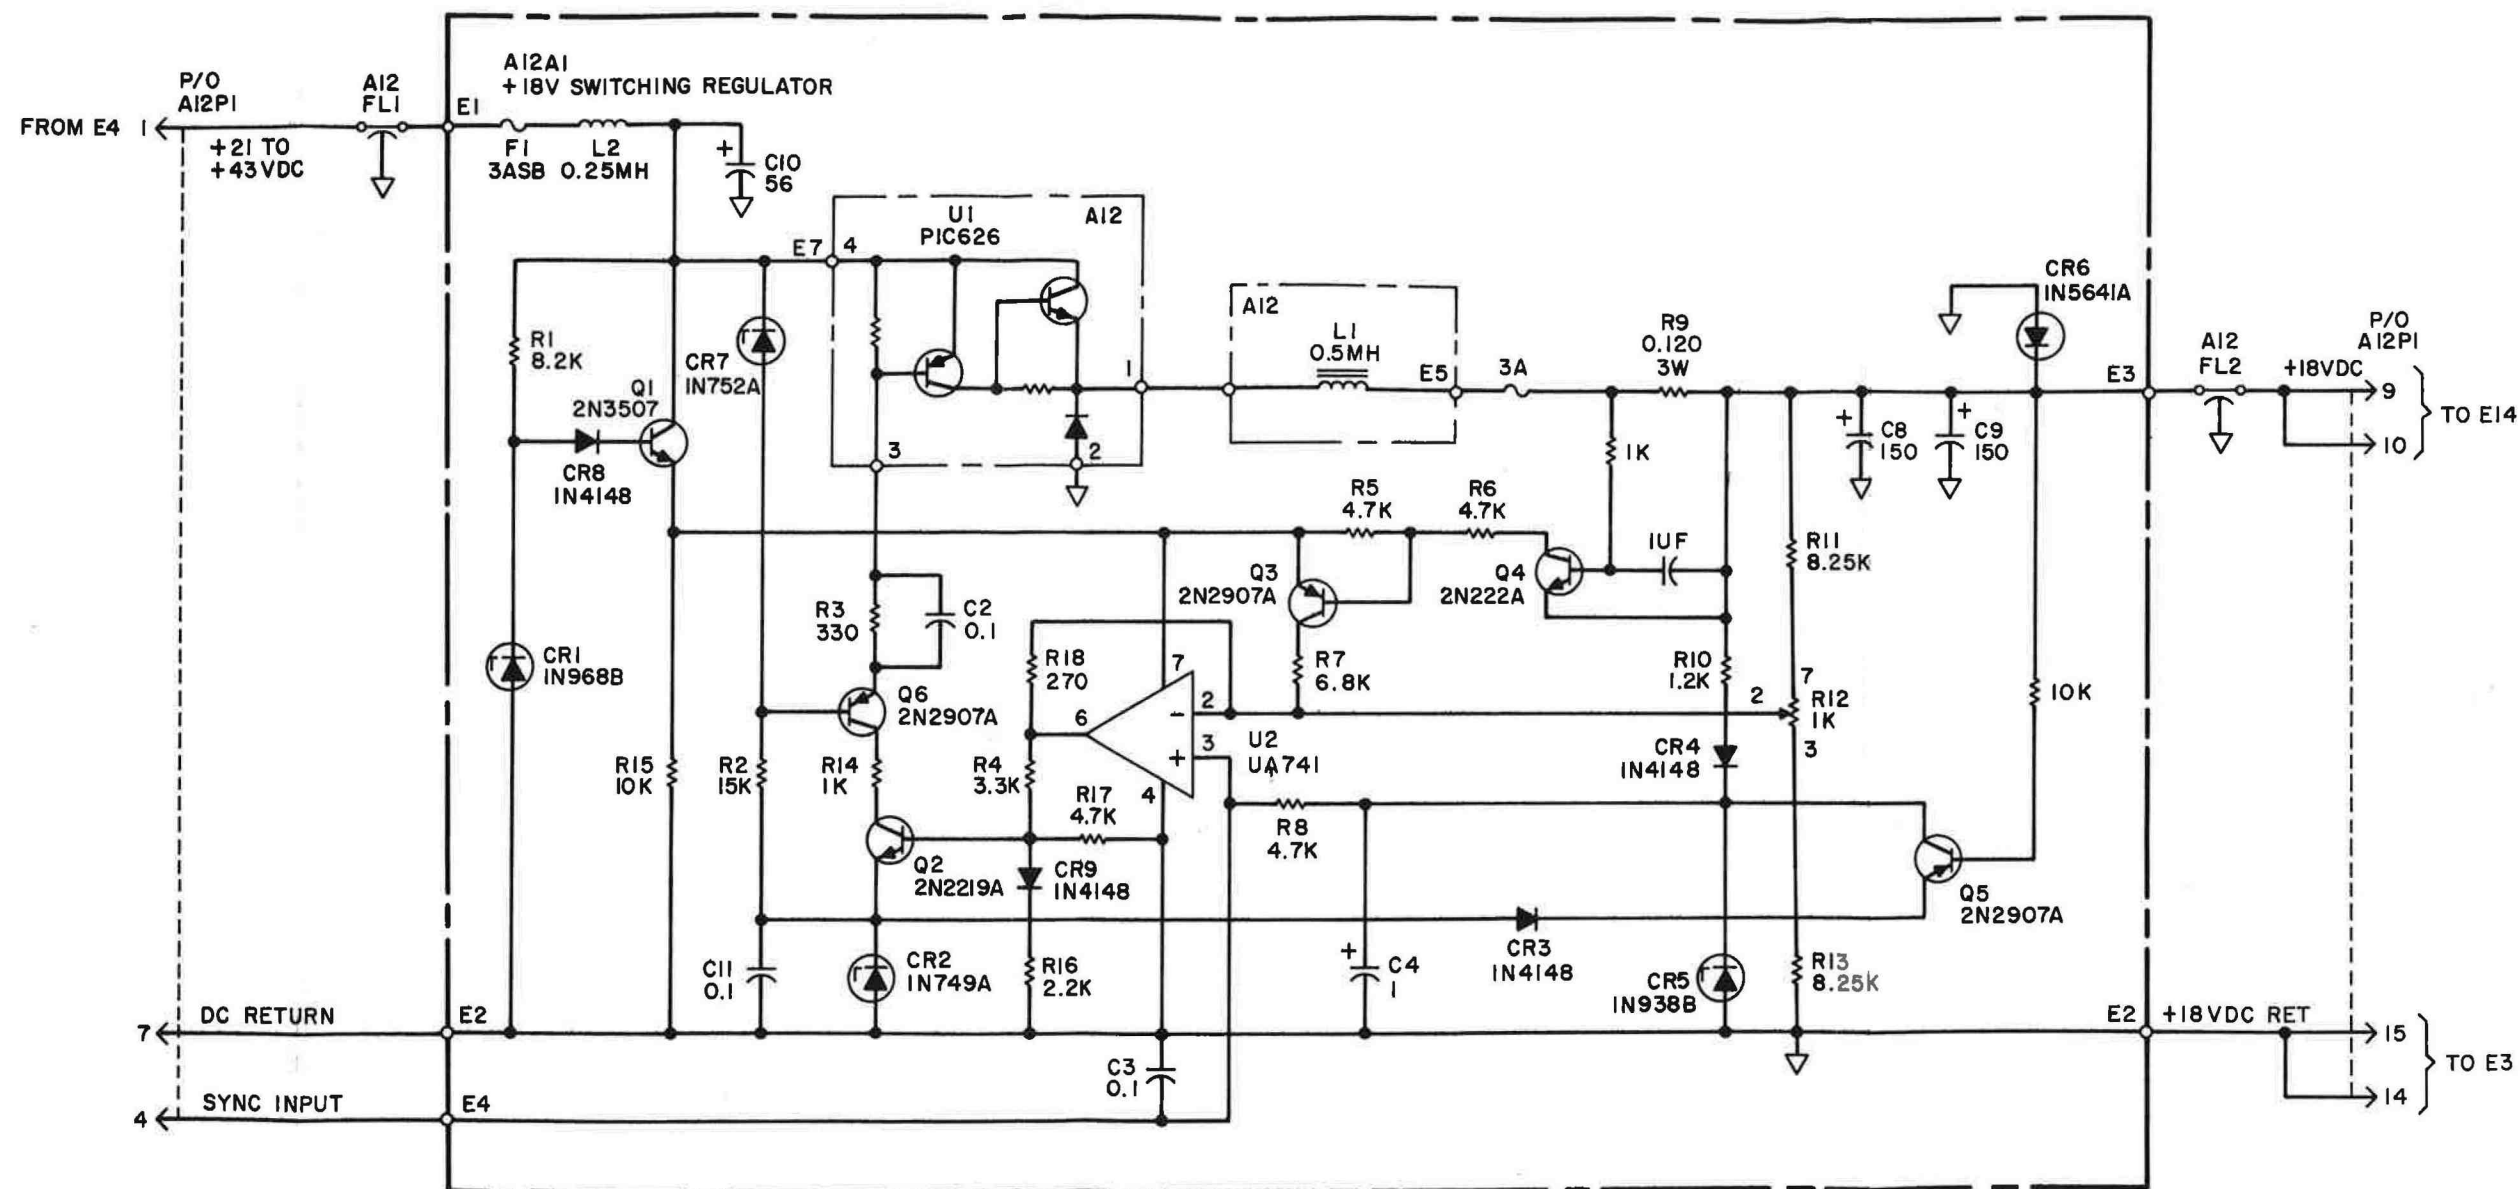 A12A1
+18V SWITCHING REGULATOR
P/O
A12P1
A12
FL1
E1
FROM E4 1
+21 TO
+43VDC
F1
3ASB
L2
0.25MH
+
C10
56
U1
PIC626
A12
E7
4
CR6
1N5641A
A12
L1
0.5MH
E5
3A
R9
0.120
3W
P/O
A12P1
A12
FL2
+18VDC
E3
9
10
TO E14
R1
8.2K
Q1
2N3507
CR7
1N752A
1
2
3
CR8
1N4148
1K
+
C8
150
+
C9
150
R5
4.7K
R6
4.7K
1UF
R11
8.25K
Q3
2N2907A
Q4
2N222A
R3
330
C2
0.1
CR1
1N968B
R18
270
7
R7
6.8K
R10
1.2K
7
2
R12
1K
3
10K
Q6
2N2907A
6
2
-
3
+
U2
UA741
4
CR4
1N4148
R15
10K
R2
15K
R14
1K
R4
3.3K
R17
4.7K
R8
4.7K
Q2
2N2219A
CR9
1N4148
Q5
2N2907A
C11
0.1
CR2
1N749A
R16
2.2K
CR3
1N4148
+
C4
1
CR5
1N938B
R13
8.25K
7
DC RETURN
E2
E2
+18VDC RET
15
14
TO E3
C3
0.1
4
SYNC INPUT
E4